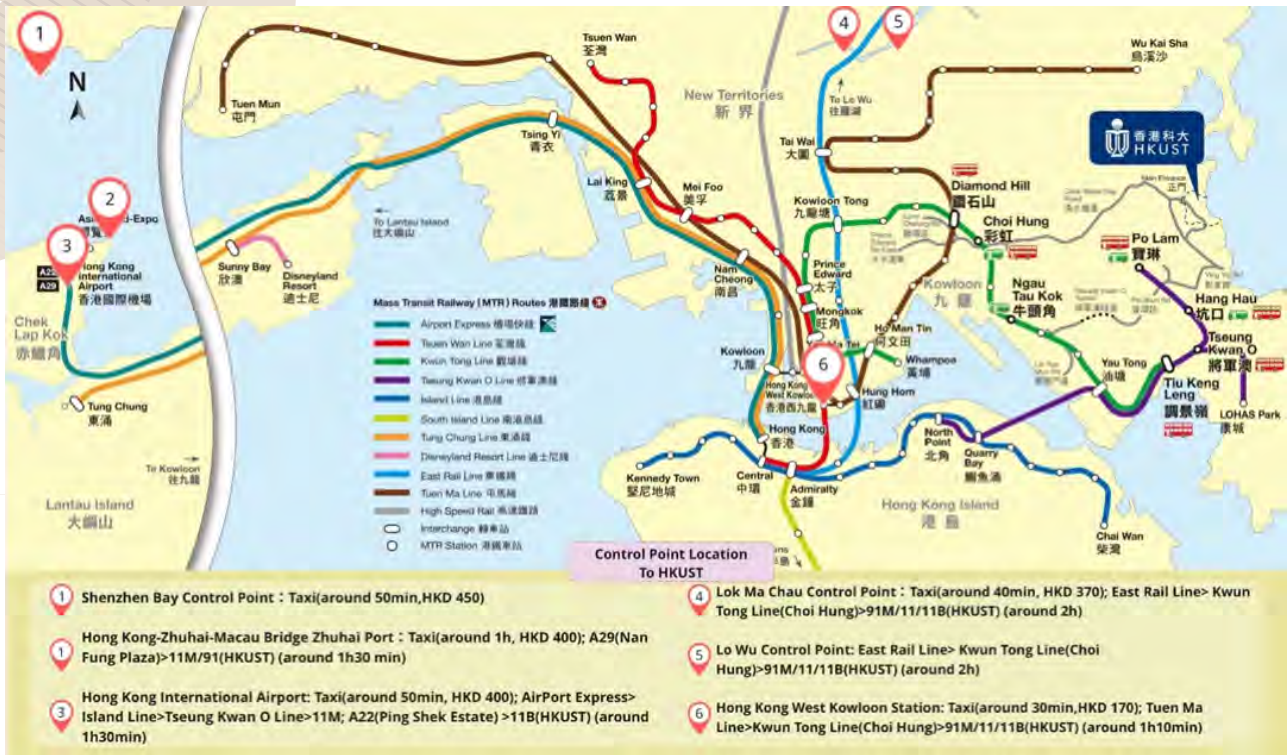 1
N
2
3
4
5
6
Tsuen Wan
荃灣
Wu Kai Sha
烏溪沙
New Territories
新界
To Lo Wu
往羅湖
香港科大
HKUST
Main Entrance
正門
Tuen Mun
屯門
Tsing Yi
青衣
Tai Wai
大圍
Lai King
荔景
Mei Foo
美孚
Diamond Hill
鑽石山
Kowloon Tong
九龍塘
Choi Hung
彩虹
To Lantau Island
往大嶼山
Po Lam
寶琳
Hong Kong
International
Airport
香港國際機場
A29
Sunny Bay
欣澳
Disneyland
Resort
迪士尼
Nam
Cheong
南昌
Prince
Edward
太子
Mongkok
旺角
Kowloon
九龍
Ngau
Tau Kok
牛頭角
Hang Hau
坑口
Chek
Lap Kok
赤鱲角
Tseung
Kwan O
將軍澳
Ho Man Tin
何文田
Whampoa
黃埔
Yau Tong
油塘
Tiu Keng
Leng
調景嶺
LOHAS Park
康城
Kowloon
九龍
Hong Kong
West Kowloon
香港西九龍
Hung Hom
紅磡
Tung Chung
東涌
Hong Kong
香港
North
Point
北角
Quarry
Bay
鰂魚涌
To Kowloon
往九龍
Kennedy Town
堅尼地城
Central
中環
Admiralty
金鐘
Hong Kong Island
港島
Lantau Island
大嶼山
Chai Wan
柴灣
Mass Transit Railway (MTR) Routes 港鐵路綫
Airport Express 機場快綫
Tsuen Wan Line 荃灣綫
Kwun Tong Line 觀塘綫
Tseung Kwan O Line 將軍澳綫
Island Line 港島綫
South Island Line 南港島綫
Tung Chung Line 東涌綫
Disneyland Resort Line 迪士尼綫
East Rail Line 東鐵綫
Tuen Ma Line 屯馬綫
High Speed Rail 高速鐵路
Interchange 轉車站
MTR Station 港鐵車站
Control Point Location
To HKUST
1 Shenzhen Bay Control Point：Taxi(around 50min,HKD 450)
1 Hong Kong-Zhuhai-Macau Bridge Zhuhai Port：Taxi(around 1h, HKD 400); A29(Nan
Fung Plaza)>11M/91(HKUST) (around 1h30 min)
3 Hong Kong International Airport: Taxi(around 50min, HKD 400); AirPort Express>
Island Line>Tseung Kwan O Line>11M; A22(Ping Shek Estate) >11B(HKUST) (around
1h30min)
4 Lok Ma Chau Control Point：Taxi(around 40min, HKD 370); East Rail Line> Kwun
Tong Line(Choi Hung)>91M/11/11B(HKUST) (around 2h)
5 Lo Wu Control Point: East Rail Line> Kwun Tong Line(Choi
Hung)>91M/11/11B(HKUST) (around 2h)
6 Hong Kong West Kowloon Station: Taxi(around 30min,HKD 170); Tuen Ma
Line>Kwun Tong Line(Choi Hung)>91M/11/11B(HKUST) (around 1h10min)